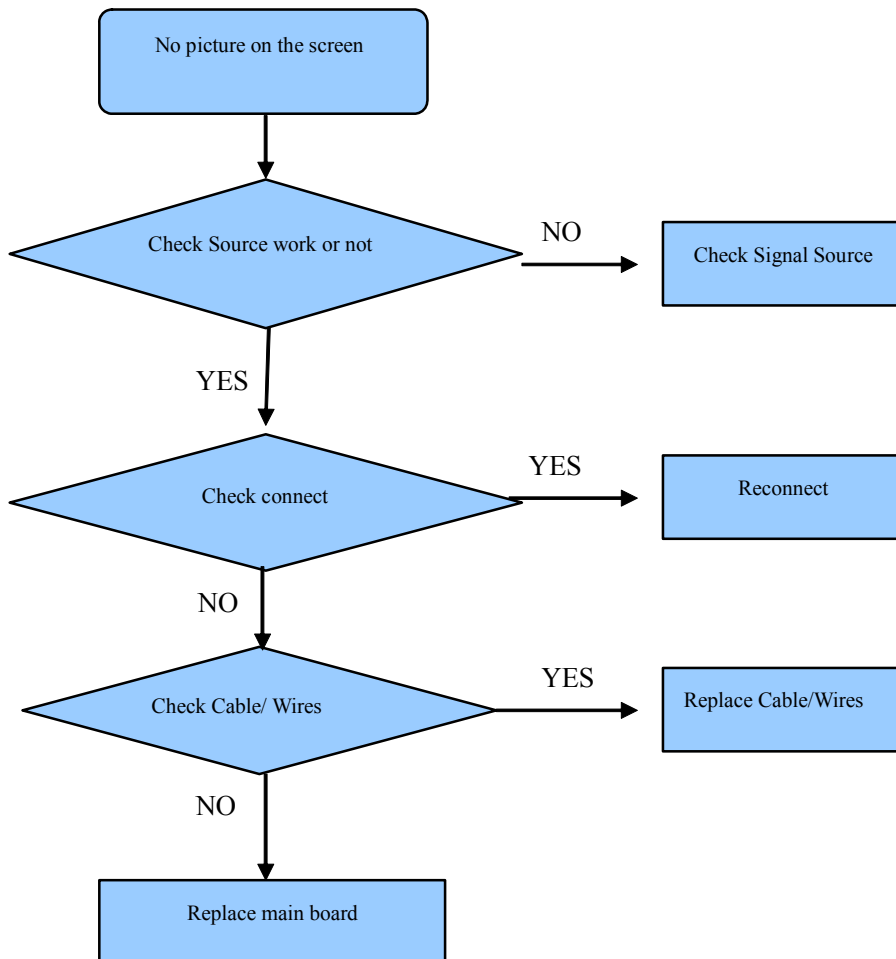 No picture on the screen
Check Source work or not
NO
Check Signal Source
YES
Check connect
YES
Reconnect
NO
Check Cable/ Wires
YES
Replace Cable/Wires
NO
Replace main board